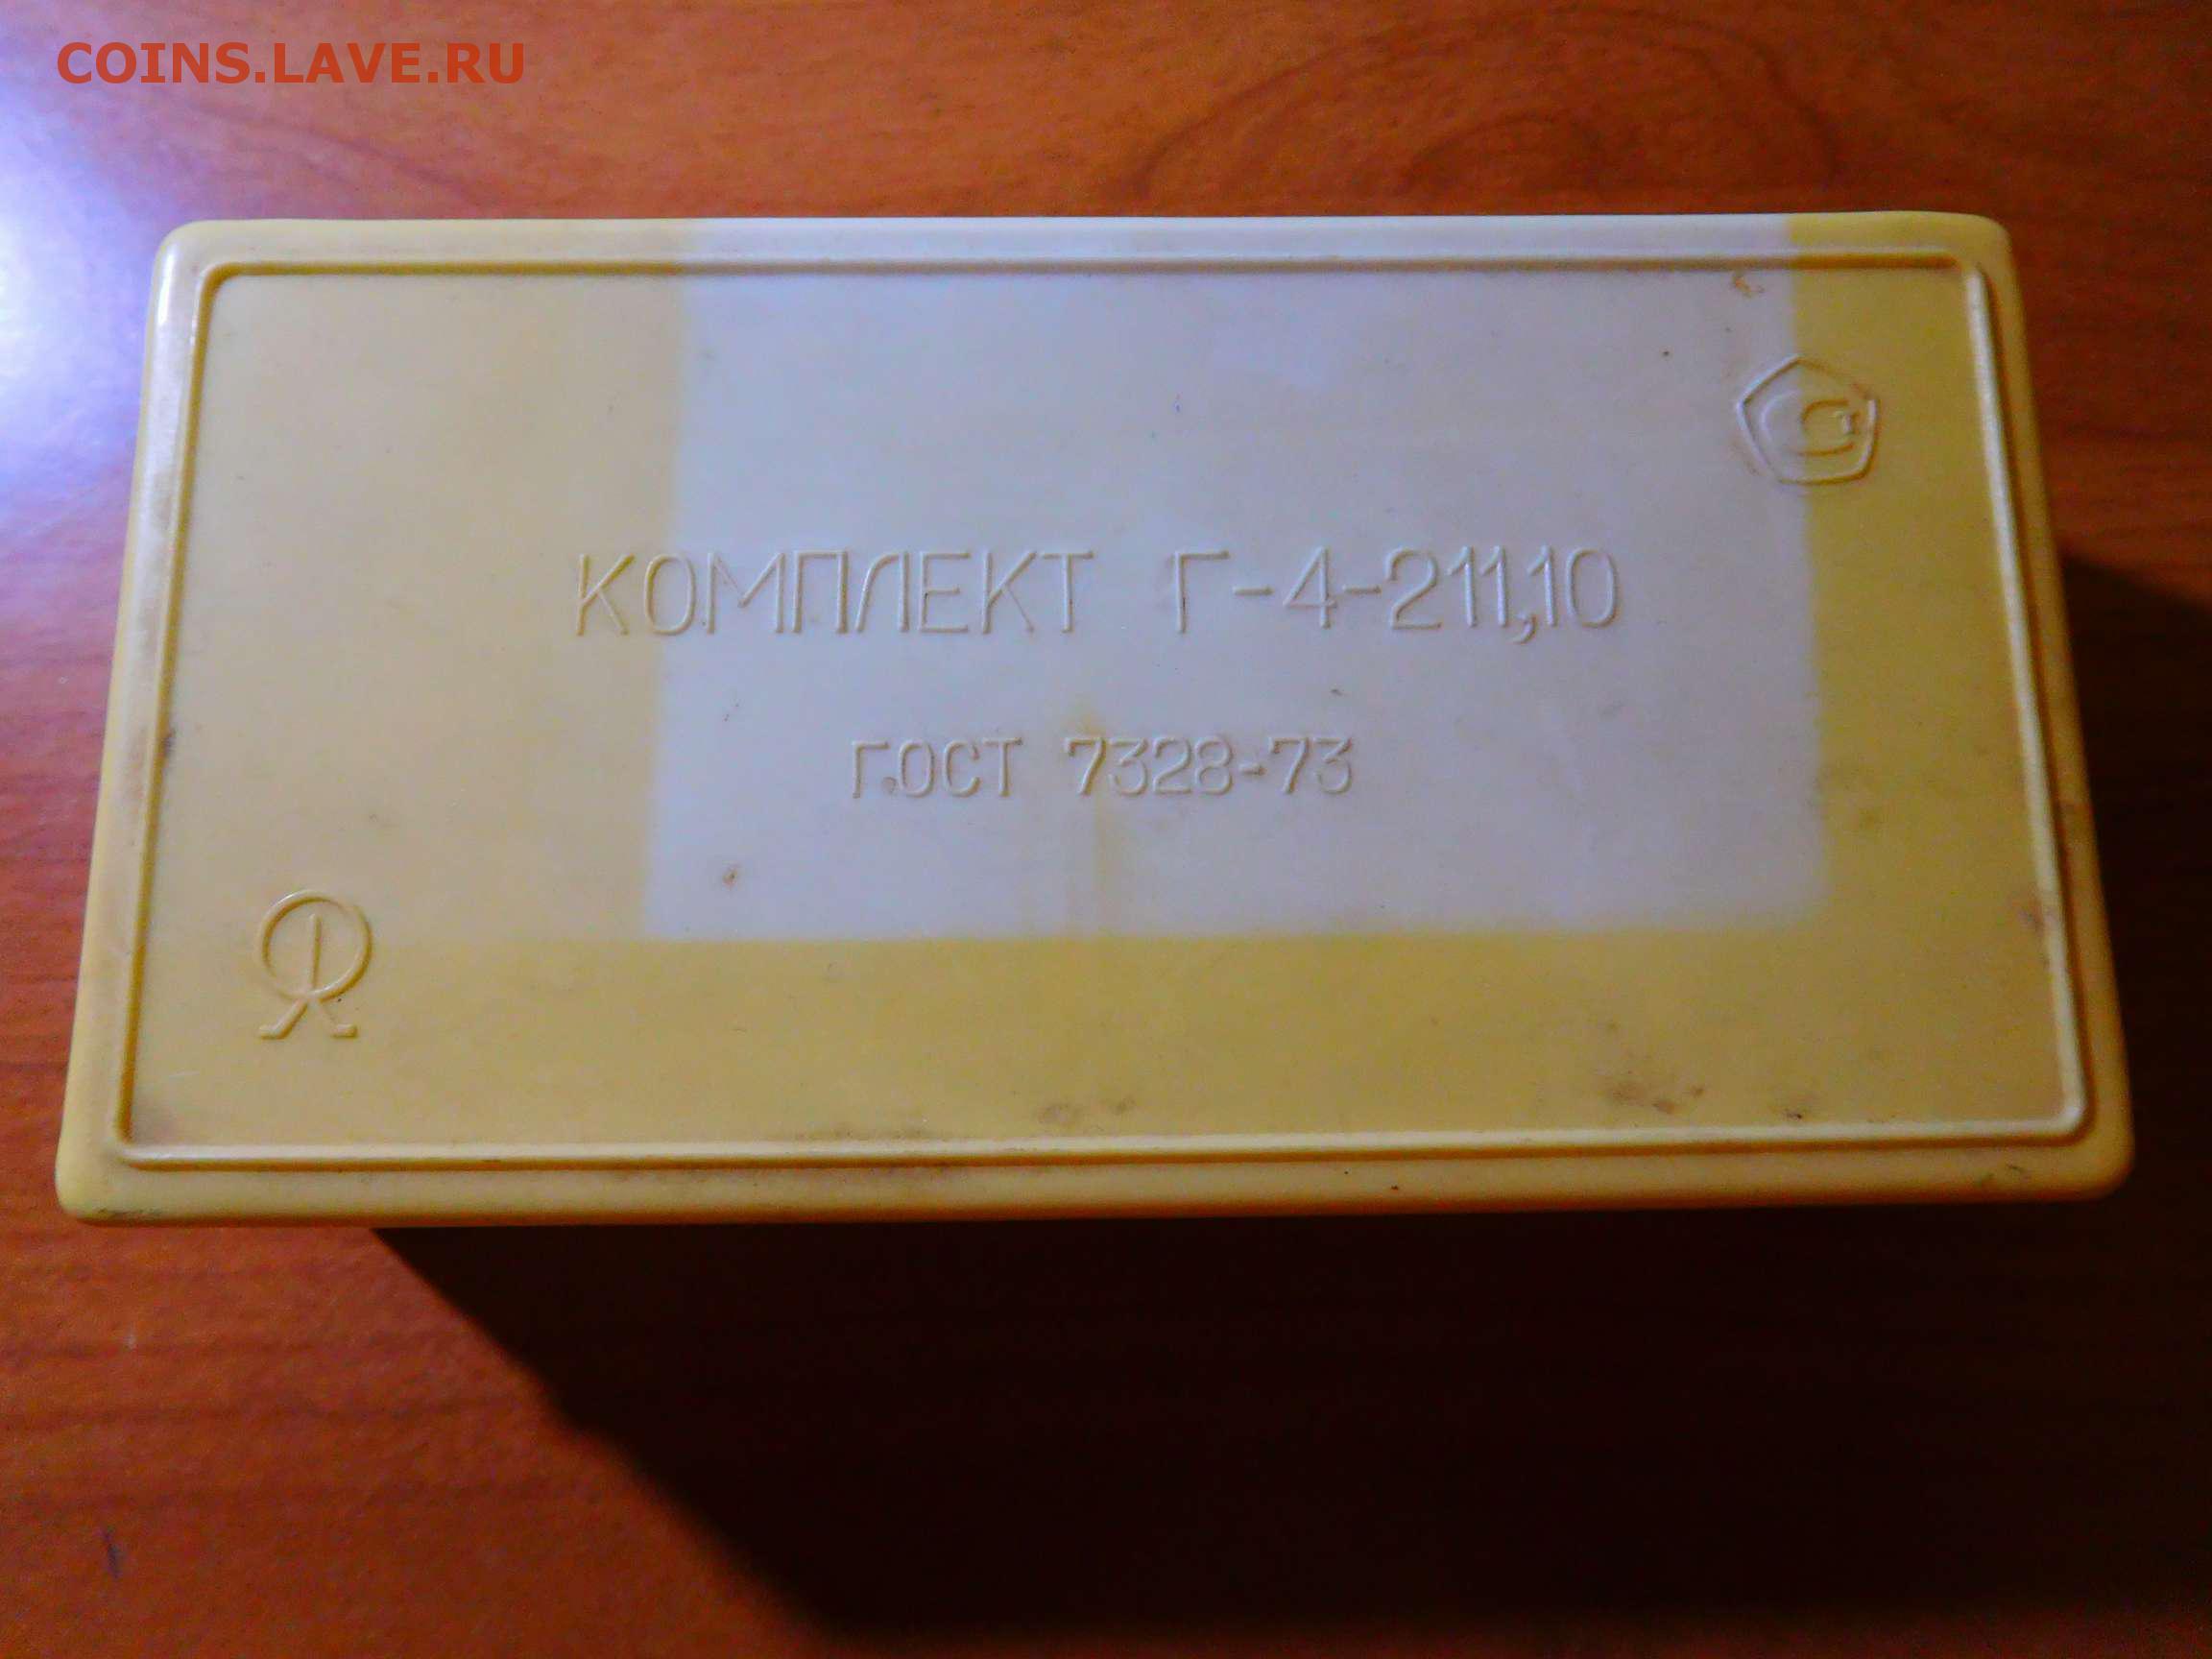 COINS.LAVE.RU
КОМПЛЕКТ Г-4-211,10
ГОСТ 7328-73